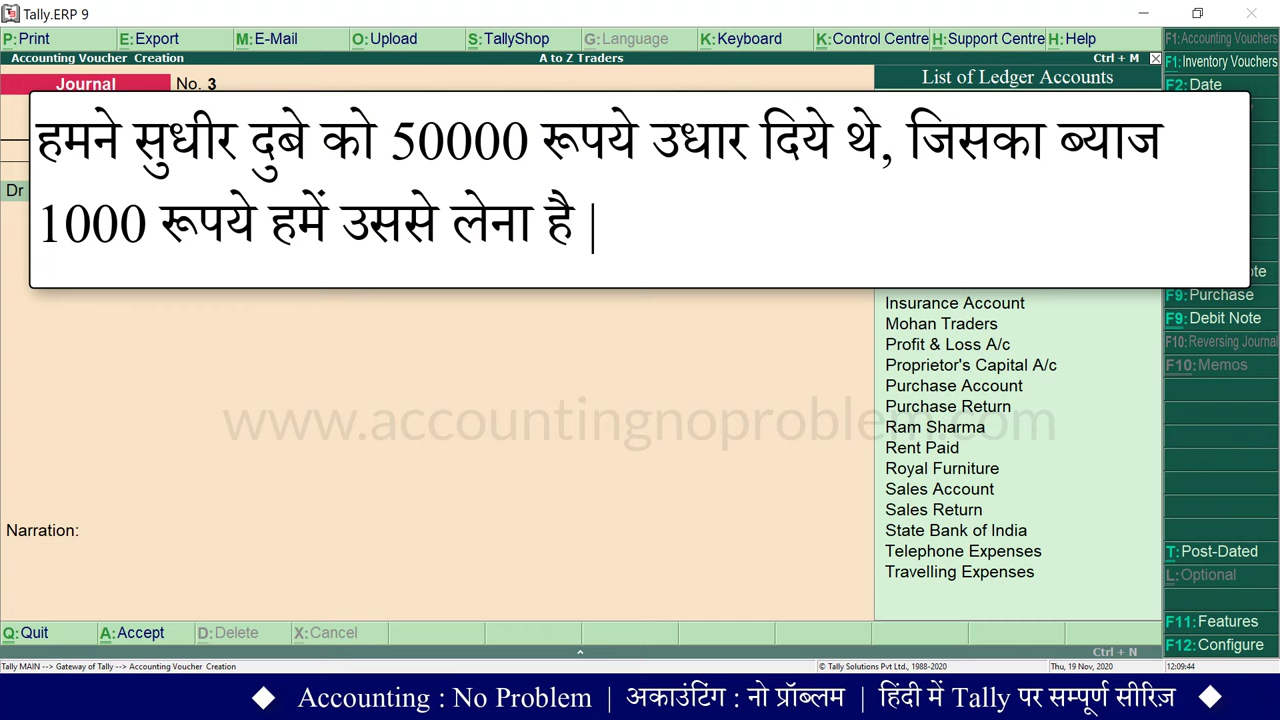 Tally.ERP 9
P:Print E:Export M:E-Mail O:Upload S:TallyShop G:Language K:Keyboard K:Control Centre H:Support Centre H:Help
Accounting Voucher Creation A to Z Traders Ctrl + M
Journal No. 3
List of Ledger Accounts
F1:Accounting Vouchers
F1:Inventory Vouchers
F2: Date
हमने सुधीर दुबे को 50000 रूपये उधार दिये थे, जिसका ब्याज
1000 रूपये हमें उससे लेना है |
Dr
F9: Purchase
F9: Debit Note
F10: Reversing Journal
F10: Memos
Insurance Account
Mohan Traders
Profit & Loss A/c
Proprietor's Capital A/c
Purchase Account
Purchase Return
Ram Sharma
Rent Paid
Royal Furniture
Sales Account
Sales Return
State Bank of India
Telephone Expenses
Travelling Expenses
www.accountingnoproblem.com
Narration:
T: Post-Dated
L: Optional
F11: Features
F12: Configure
Q:Quit A:Accept D:Delete X:Cancel
Ctrl + N
Tally MAIN --> Gateway of Tally --> Accounting Voucher Creation © Tally Solutions Pvt Ltd., 1988-2020 Thu, 19 Nov, 2020 12:09:44
Accounting : No Problem | अकाउंटिंग : नो प्रॉब्लम | हिंदी में Tally पर सम्पूर्ण सीरिज़